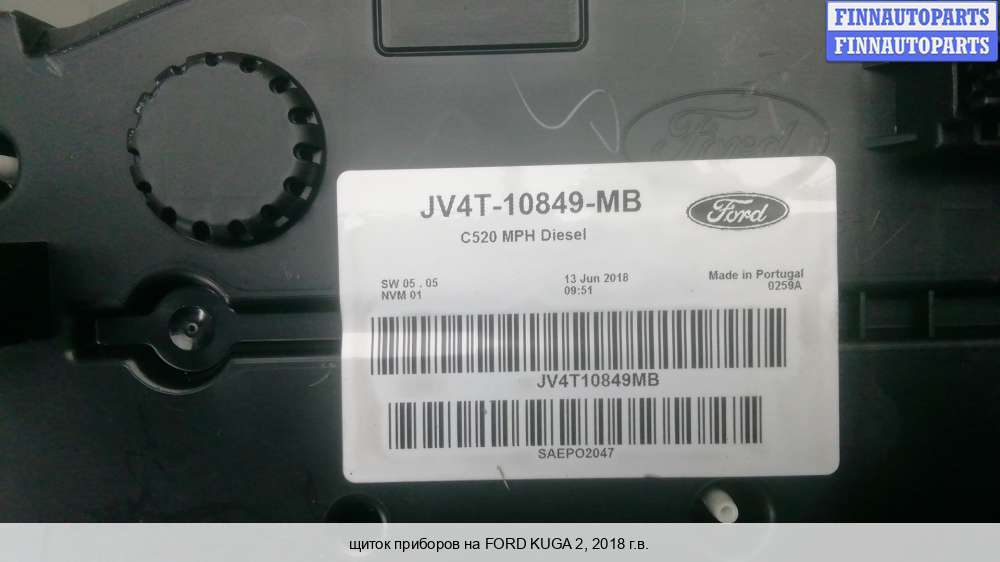 FINNAUTOPARTS
FINNAUTOPARTS
Ford
JV4T-10849-MB
Ford
C520 MPH Diesel
SW 05 . 05
NVM 01
13 Jun 2018
09:51
Made in Portugal
0259A
JV4T10849MB
SAEPO2047
щиток приборов на FORD KUGA 2, 2018 г.в.